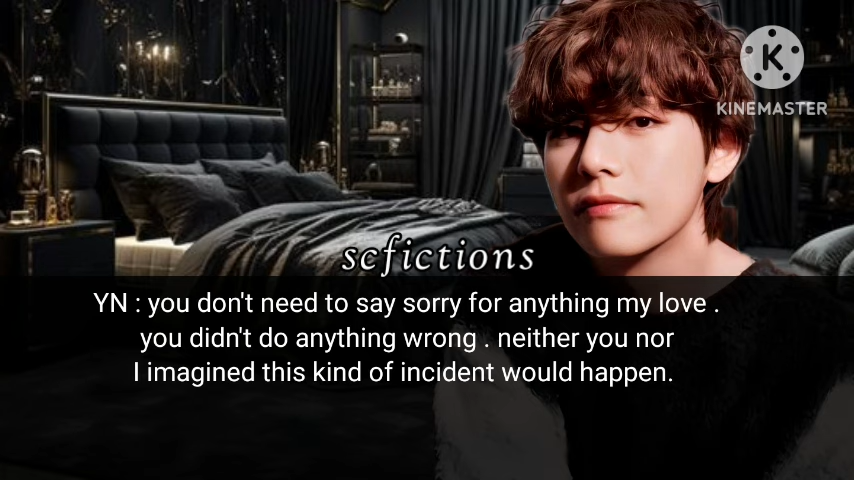 KINEMASTER
scfictions
YN : you don't need to say sorry for anything my love .
you didn't do anything wrong . neither you nor
I imagined this kind of incident would happen.